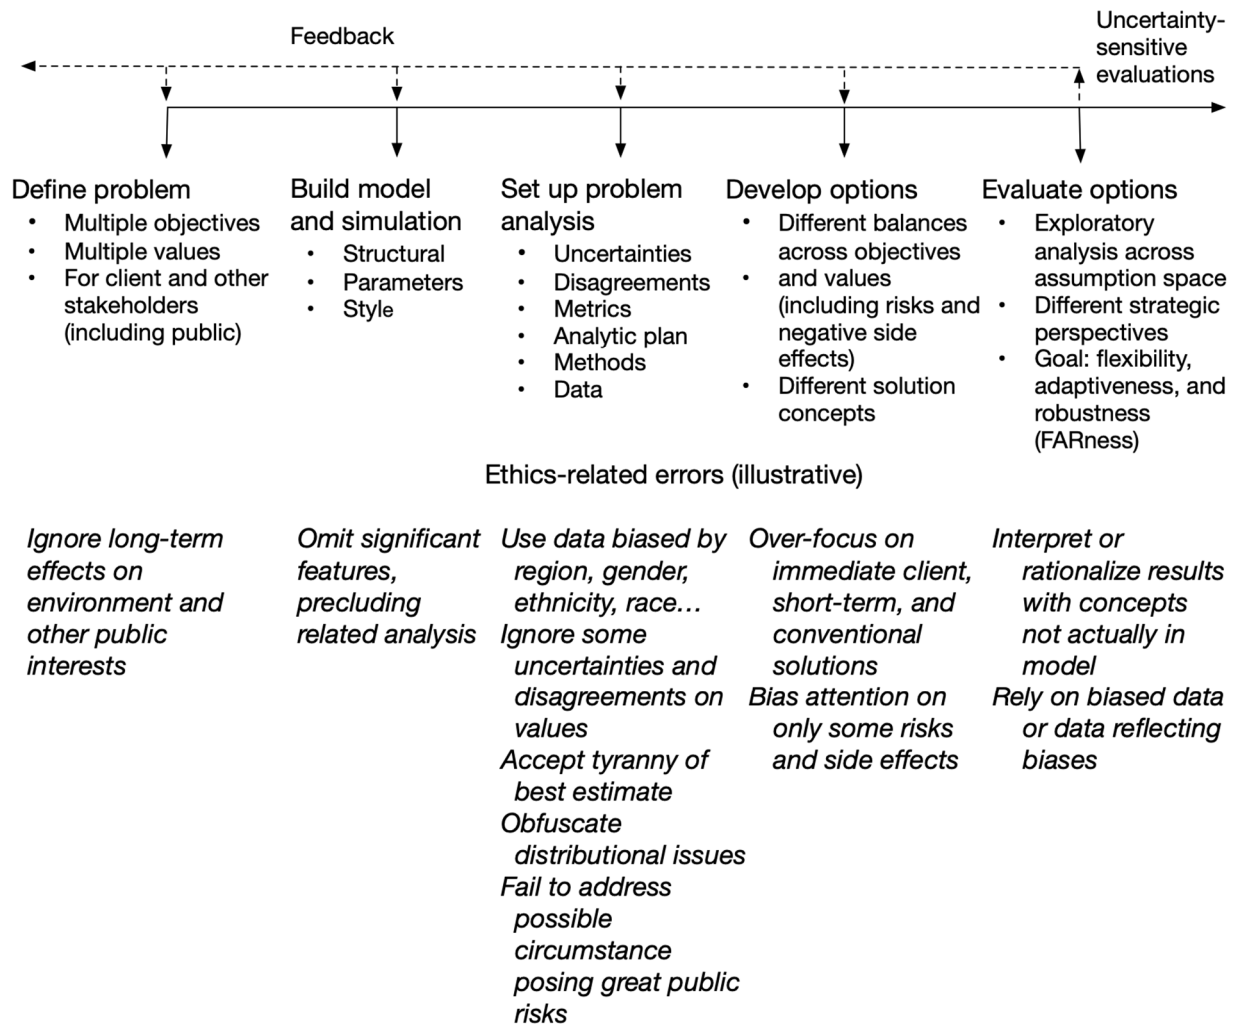 Feedback
Uncertainty-
sensitive
evaluations
Define problem
• Multiple objectives
• Multiple values
• For client and other
stakeholders
(including public)
Build model
and simulation
• Structural
• Parameters
• Style
Set up problem
analysis
• Uncertainties
• Disagreements
• Metrics
• Analytic plan
• Methods
• Data
Develop options
• Different balances
across objectives
• and values
(including risks and
negative side
effects)
• Different solution
concepts
Evaluate options
• Exploratory
analysis across
assumption space
• Different strategic
perspectives
• Goal: flexibility,
adaptiveness, and
robustness
(FARness)
Ethics-related errors (illustrative)
Ignore long-term
effects on
environment and
other public
interests
Omit significant
features,
precluding
related analysis
Use data biased by
region, gender,
ethnicity, race…
Ignore some
uncertainties and
disagreements on
values
Accept tyranny of
best estimate
Obfuscate
distributional issues
Fail to address
possible
circumstance
posing great public
risks
Over-focus on
immediate client,
short-term, and
conventional
solutions
Bias attention on
only some risks
and side effects
Interpret or
rationalize results
with concepts
not actually in
model
Rely on biased data
or data reflecting
biases